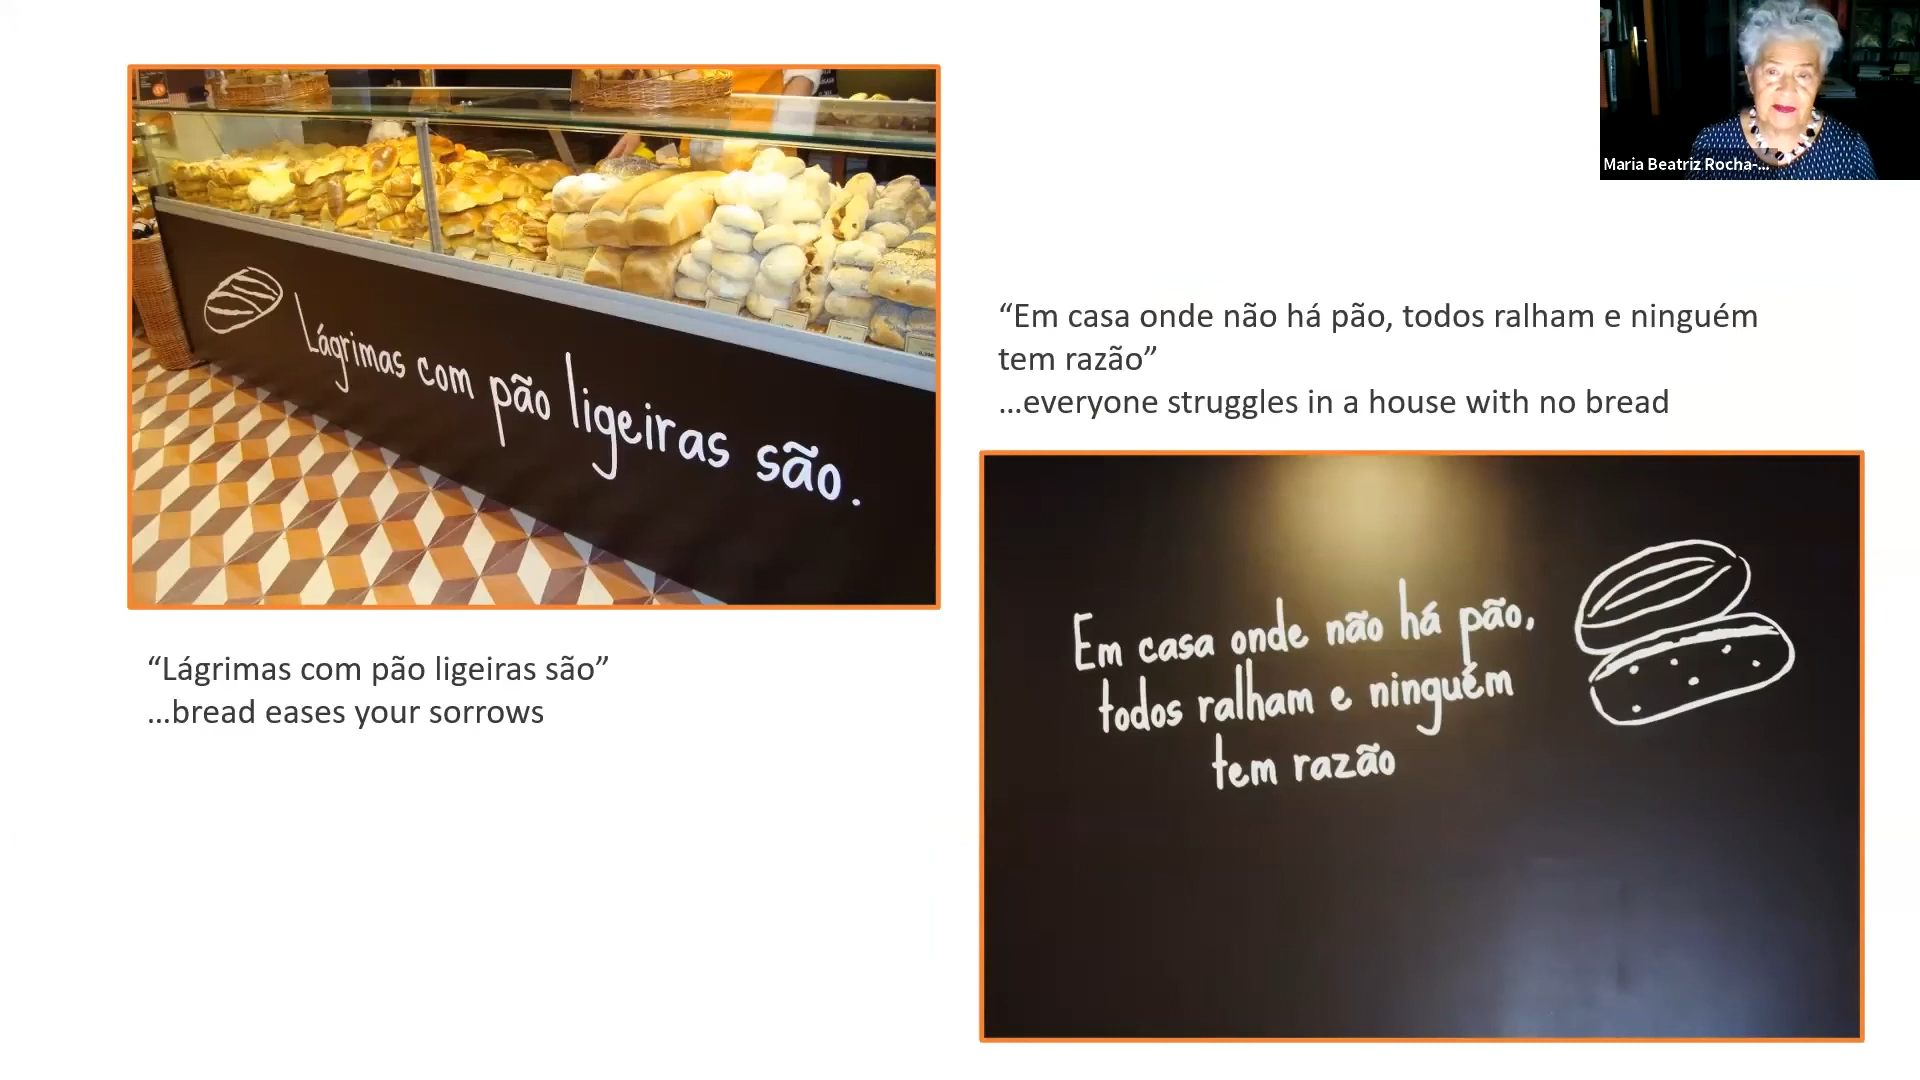 Maria Beatriz Rocha-...
Lágrimas com pão ligeiras são.
“Lágrimas com pão ligeiras são”
...bread eases your sorrows
“Em casa onde não há pão, todos ralham e ninguém
tem razão”
...everyone struggles in a house with no bread
Em casa onde não há pão,
todos ralham e ninguém
tem razão